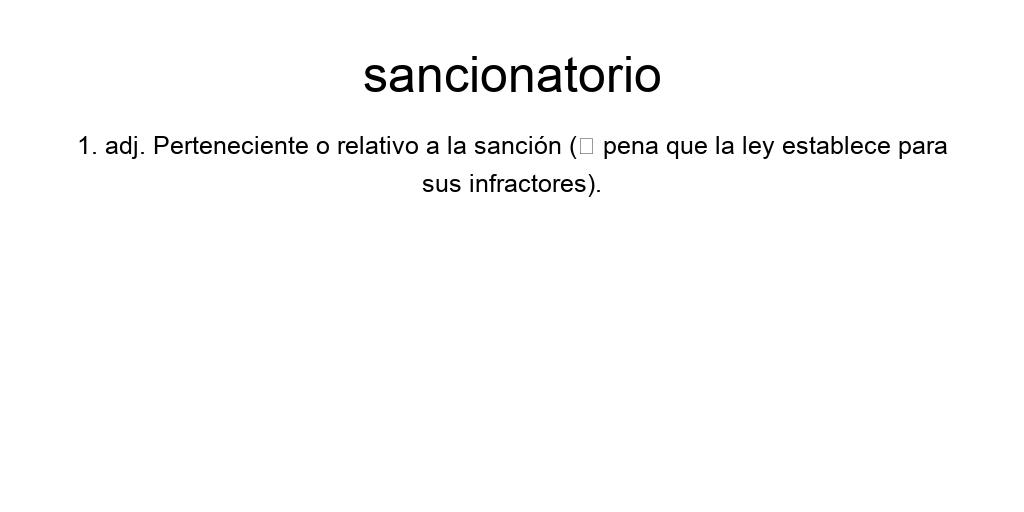 sancionatorio
1. adj. Perteneciente o relativo a la sanción (□ pena que la ley establece para
sus infractores).